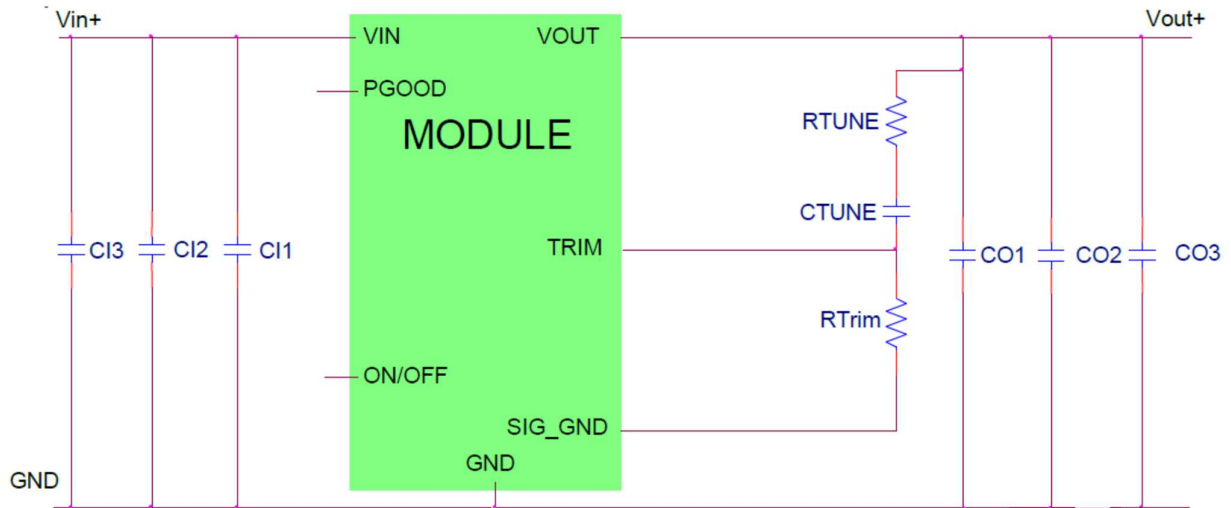 Vin+
Vout+
VIN
VOUT
PGOOD
MODULE
RTUNE
CTUNE
TRIM
CI3
CI2
CI1
CO1
CO2
CO3
RTrim
ON/OFF
SIG_GND
GND
GND